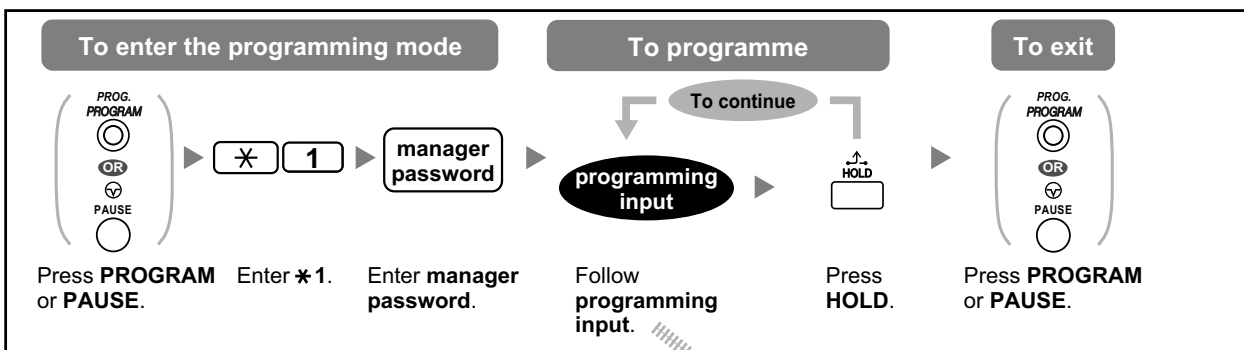 To enter the programming mode
To programme
To exit
PROG.
PROGRAM
OR
PAUSE
✱
1
manager
password
To continue
programming
input
HOLD
PROG.
PROGRAM
OR
PAUSE
Press PROGRAM
or PAUSE.
Enter ✱1.
Enter manager
password.
Follow
programming
input.
Press
HOLD.
Press PROGRAM
or PAUSE.